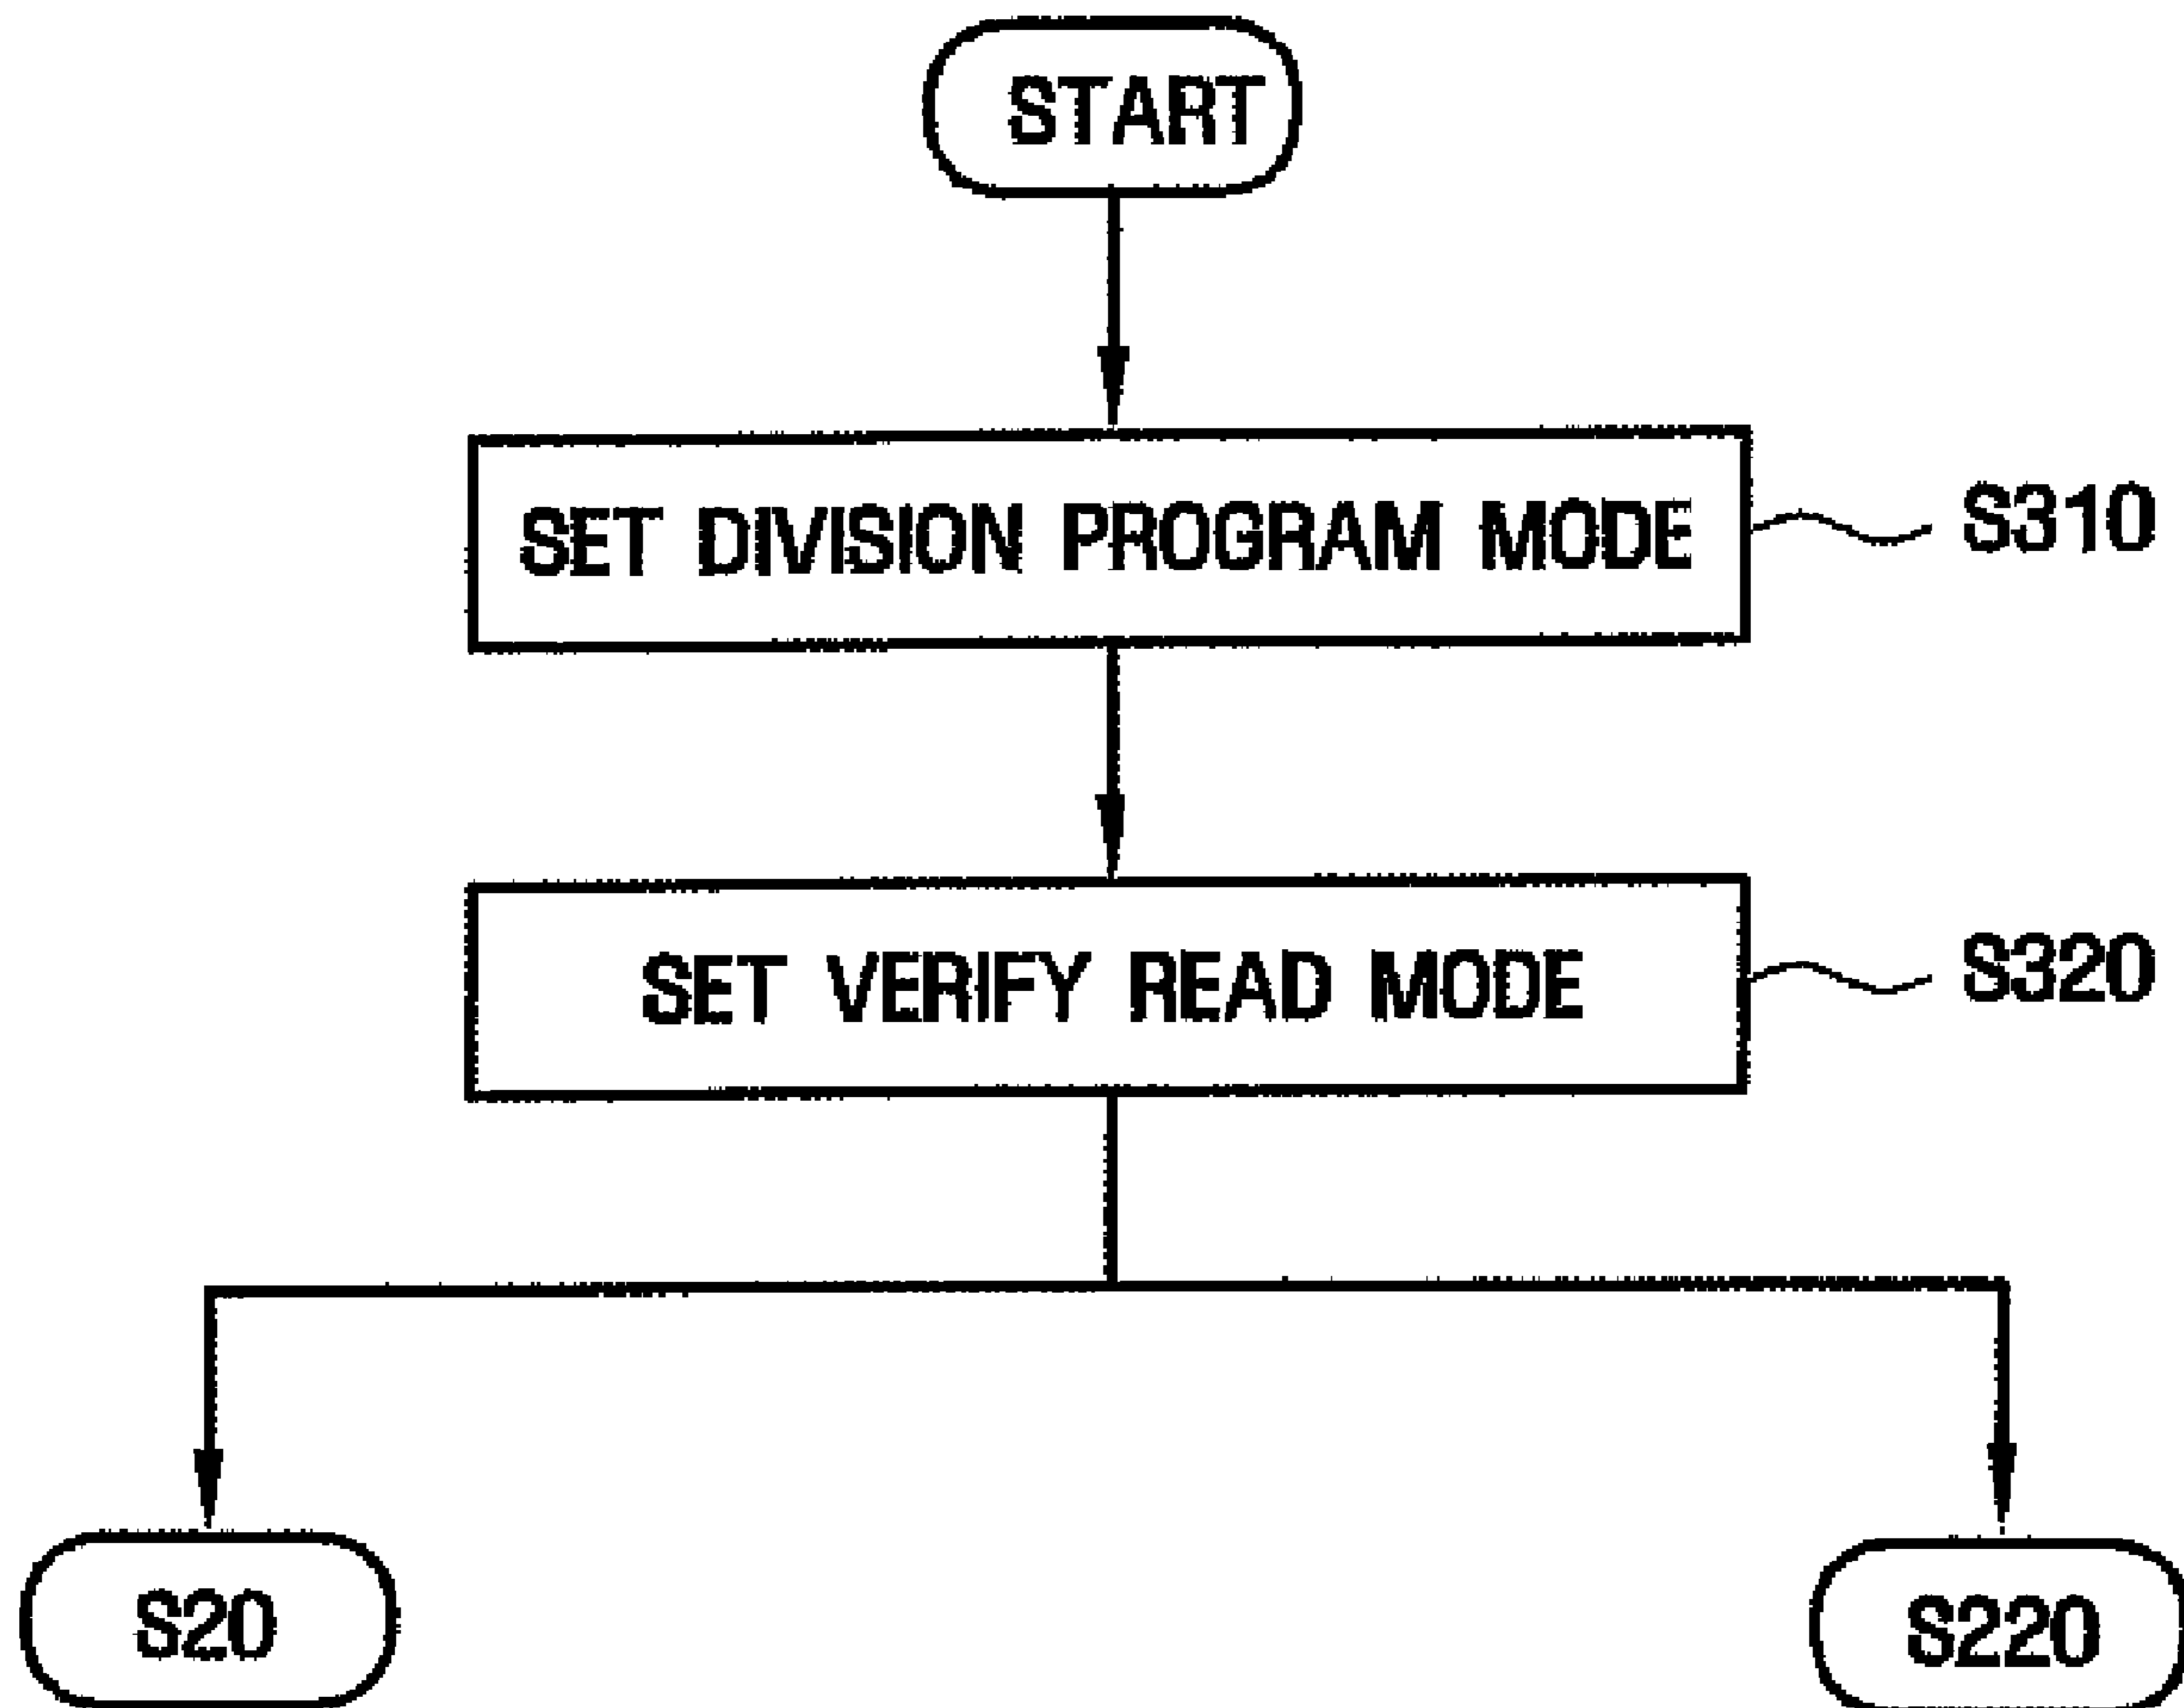 START
SET DIVISION PROGRAM MODE
S310
SET VERIFY READ MODE
S320
S20
S220